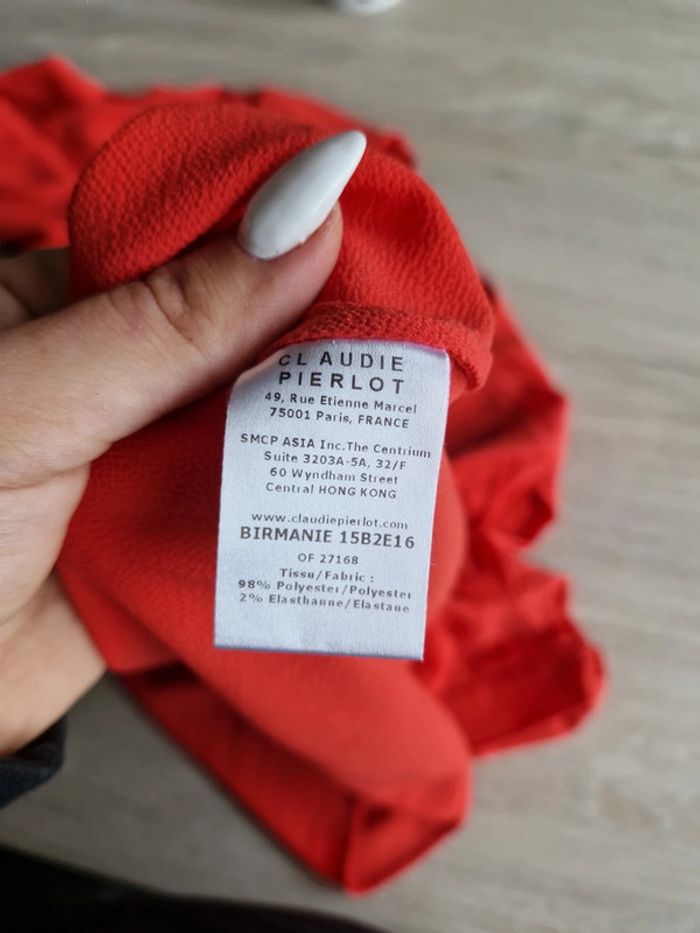 CLAUDIE
PIERLOT
49, Rue Etienne Marcel
75001 Paris, FRANCE
SMCP ASIA Inc.The Centrium
Suite 3203A-5A, 32/F
60 Wyndham Street
Central HONG KONG
www.claudiepierlot.com
BIRMANIE 15B2E16
OF 27168
Tissu/Fabric :
98% Polyester/Polyester
2% Elasthanne/Elastane